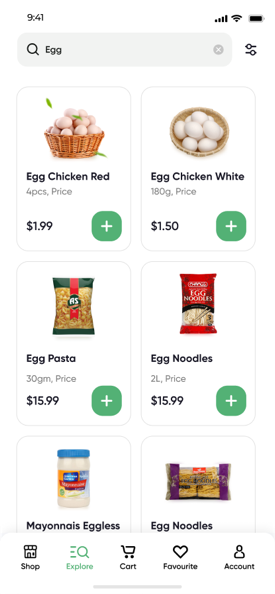 9:41
Egg
Egg Chicken Red
4pcs, Price
$1.99
Egg Chicken White
180g, Price
$1.50
Egg Pasta
30gm, Price
$15.99
EGG
NOODLES
Egg Noodles
2L, Price
$15.99
Mayonnais Eggless
Egg Noodles
Shop
Explore
Cart
Favourite
Account